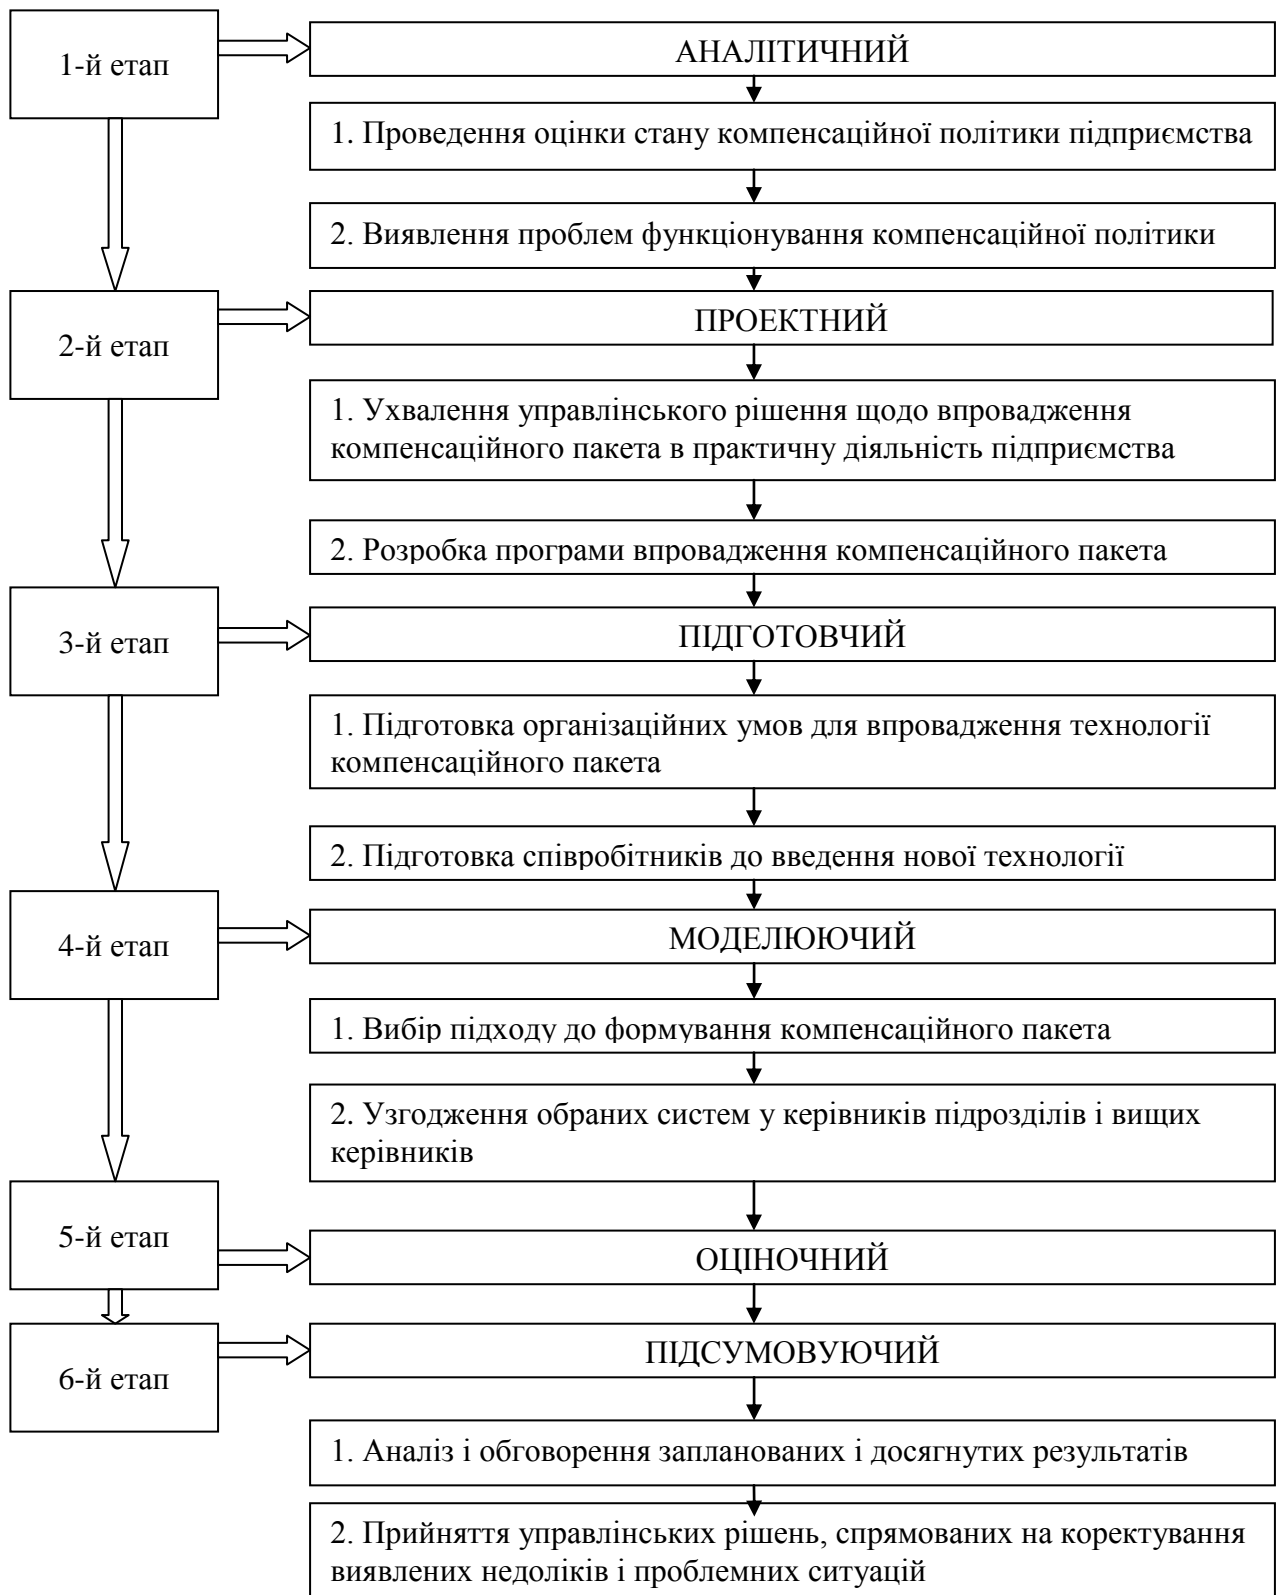 1-й етап
АНАЛІТИЧНИЙ
1. Проведення оцінки стану компенсаційної політики підприємства
2. Виявлення проблем функціонування компенсаційної політики
2-й етап
ПРОЕКТНИЙ
1. Ухвалення управлінського рішення щодо впровадження
компенсаційного пакета в практичну діяльність підприємства
2. Розробка програми впровадження компенсаційного пакета
3-й етап
ПІДГОТОВЧИЙ
1. Підготовка організаційних умов для впровадження технології
компенсаційного пакета
2. Підготовка співробітників до введення нової технології
4-й етап
МОДЕЛЮЮЧИЙ
1. Вибір підходу до формування компенсаційного пакета
2. Узгодження обраних систем у керівників підрозділів і вищих
керівників
5-й етап
ОЦІНОЧНИЙ
6-й етап
ПІДСУМОВУЮЧИЙ
1. Аналіз і обговорення запланованих і досягнутих результатів
2. Прийняття управлінських рішень, спрямованих на коректування
виявлених недоліків і проблемних ситуацій